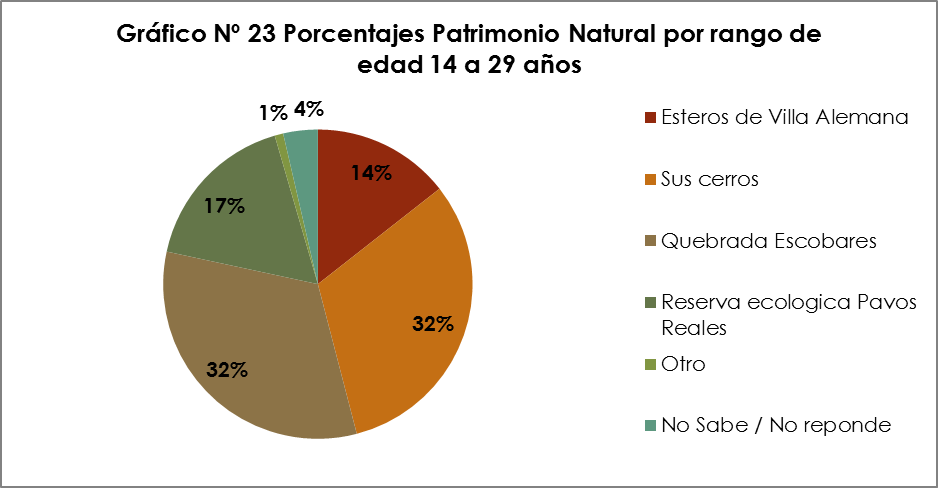 Gráfico Nº 23 Porcentajes Patrimonio Natural por rango de
edad 14 a 29 años
1%
4%
14%
17%
32%
32%
Esteros de Villa Alemana
Sus cerros
Quebrada Escobares
Reserva ecologica Pavos
Reales
Otro
No Sabe / No reponde